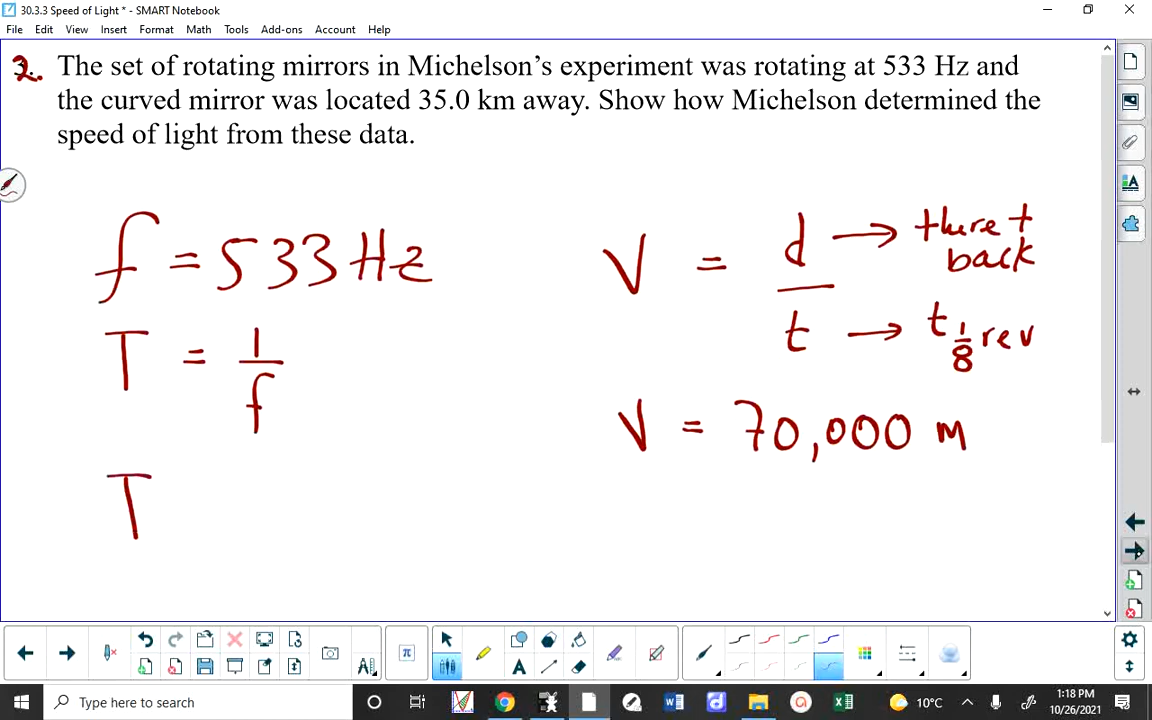 30.3.3 Speed of Light * - SMART Notebook
File Edit View Insert Format Math Tools Add-ons Account Help
2. The set of rotating mirrors in Michelson’s experiment was rotating at 533 Hz and
the curved mirror was located 35.0 km away. Show how Michelson determined the
speed of light from these data.
f = 533 Hz
T = 1/f
T
V = d/t
d → there + back
t → t 1/8 rev
V = 70,000 m
π
A
Type here to search
10°C
1:18 PM
10/26/2021